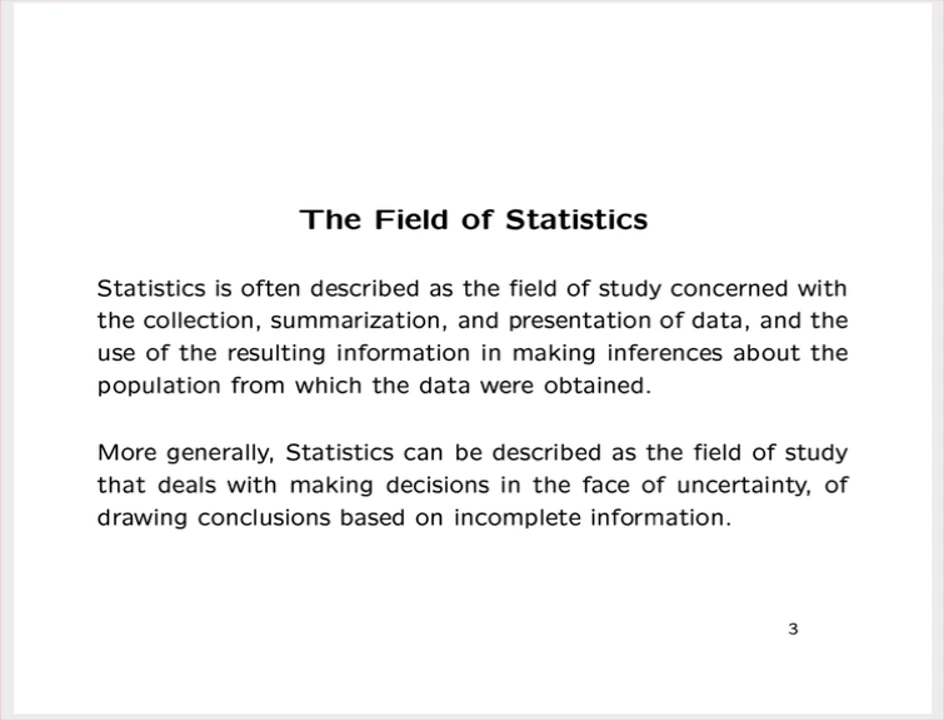 The Field of Statistics
Statistics is often described as the field of study concerned with
the collection, summarization, and presentation of data, and the
use of the resulting information in making inferences about the
population from which the data were obtained.
More generally, Statistics can be described as the field of study
that deals with making decisions in the face of uncertainty, of
drawing conclusions based on incomplete information.
3